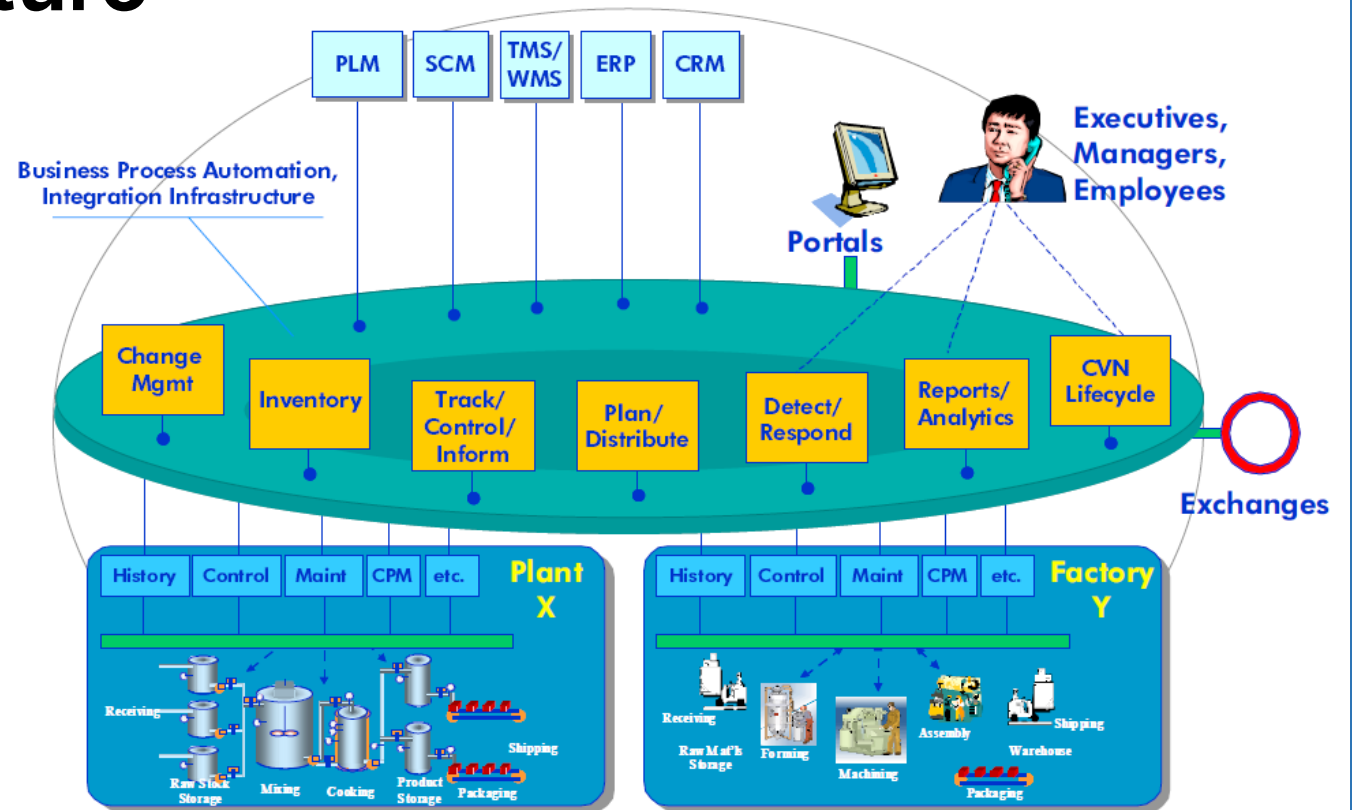 PLM
SCM
TMS/
WMS
ERP
CRM
Executives,
Managers,
Employees
Business Process Automation,
Integration Infrastructure
Portals
Change
Mgmt
Inventory
Track/
Control/
Inform
Plan/
Distribute
Detect/
Respond
Reports/
Analytics
CVN
Lifecycle
Exchanges
History
Control
Maint
CPM
etc.
Plant
X
Receiving
Raw Stock
Storage
Mixing
Cooking
Product
Storage
Packaging
Shipping
History
Control
Maint
CPM
etc.
Factory
Y
Receiving
Raw Mat'ls
Storage
Forming
Machining
Assembly
Warehouse
Shipping
Packaging